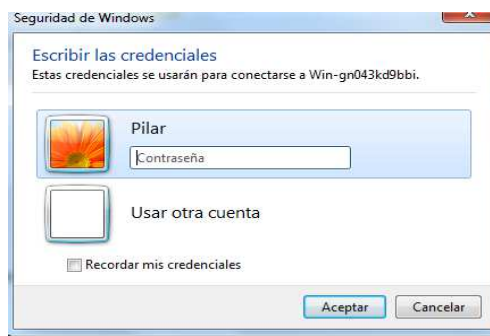 Seguridad de Windows
Escribir las credenciales
Estas credenciales se usarán para conectarse a Win-gn043kd9bbi.
Pilar
Contraseña
Usar otra cuenta
Recordar mis credenciales
Aceptar Cancelar